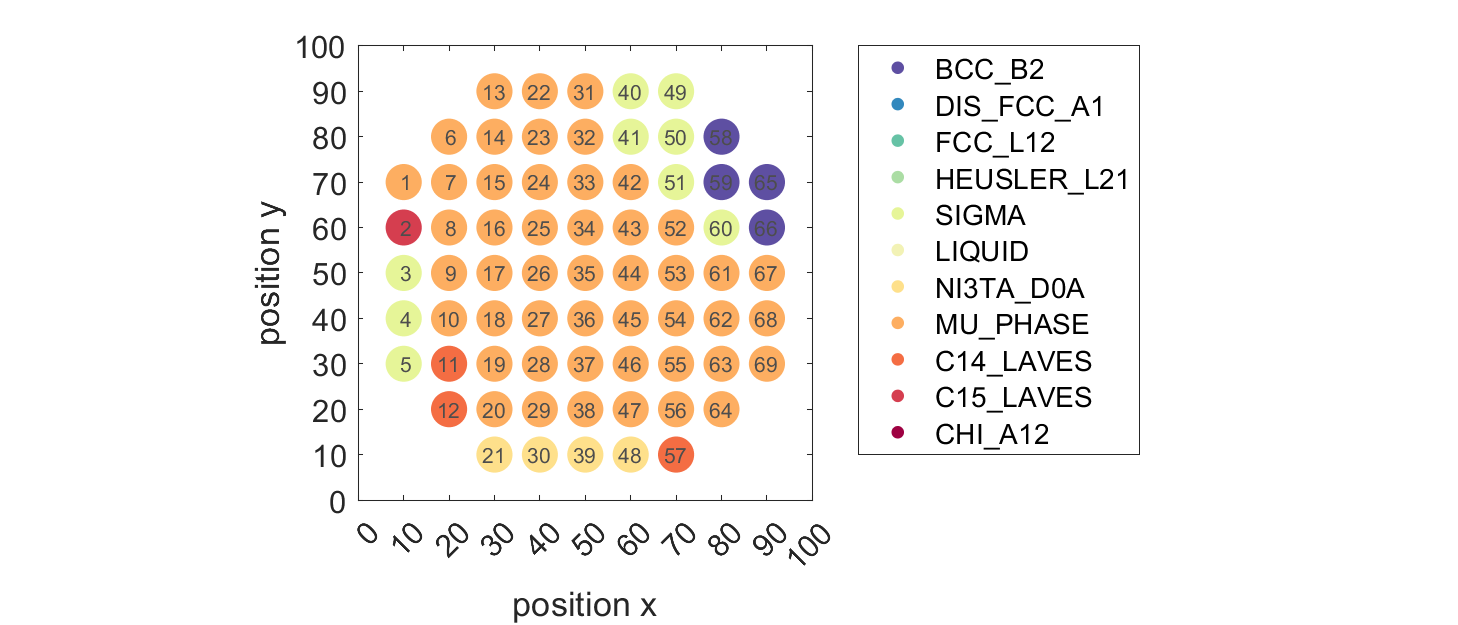 100
90
80
70
60
50
40
30
20
10
0
13 22 31 40 49
6 14 23 32 41 50 58
1 7 15 24 33 42 51 59 65
2 8 16 25 34 43 52 60 66
3 9 17 26 35 44 53 61 67
4 10 18 27 36 45 54 62 68
5 11 19 28 37 46 55 63 69
12 20 29 38 47 56 64
21 30 39 48 57
0 10 20 30 40 50 60 70 80 90 100
position x
position y
BCC_B2
DIS_FCC_A1
FCC_L12
HEUSLER_L21
SIGMA
LIQUID
NI3TA_D0A
MU_PHASE
C14_LAVES
C15_LAVES
CHI_A12